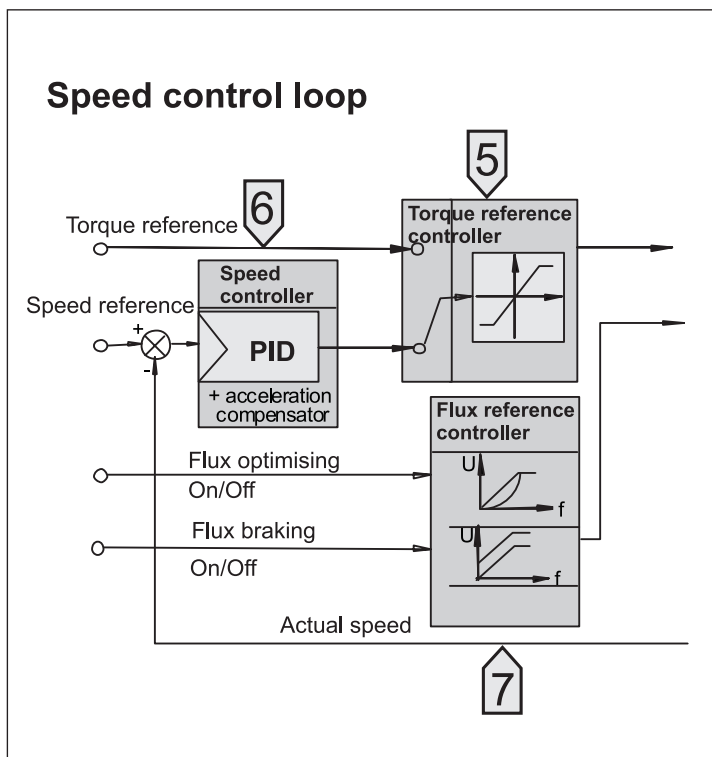 Speed control loop
5
6
Torque reference
Torque reference
controller
Speed
controller
Speed reference
+
-
PID
+ acceleration
compensator
Flux reference
controller
Flux optimising
On/Off
U
f
Flux braking
On/Off
U
f
Actual speed
7